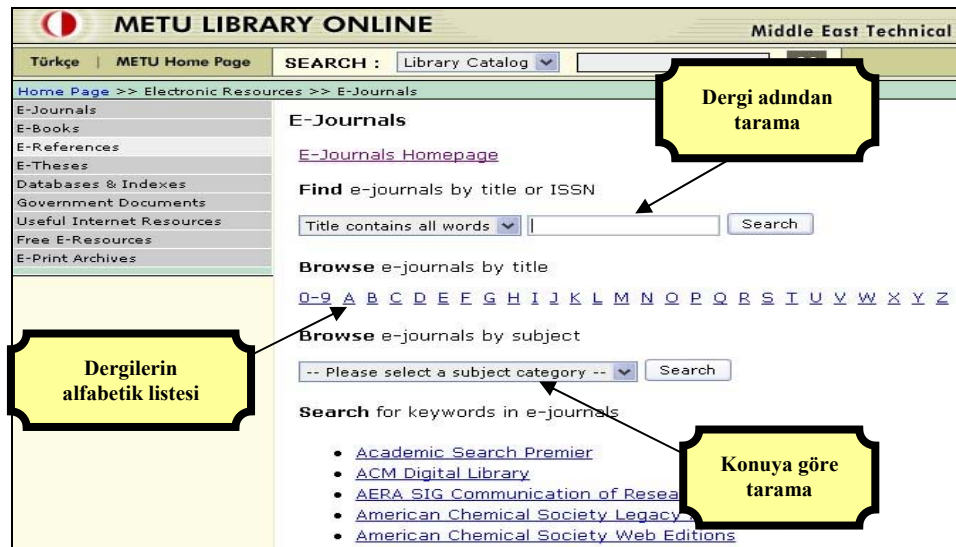 METU LIBRARY ONLINE
Middle East Technical
Türkçe | METU Home Page
SEARCH : Library Catalog
Home Page >> Electronic Resources >> E-Journals
E-Journals
E-Books
E-References
E-Theses
Databases & Indexes
Government Documents
Useful Internet Resources
Free E-Resources
E-Print Archives
E-Journals
E-Journals Homepage
Find e-journals by title or ISSN
Title contains all words Search
Browse e-journals by title
0-9 A B C D E F G H I J K L M N O P Q R S T U V W X Y Z
Browse e-journals by subject
-- Please select a subject category -- Search
Search for keywords in e-journals
Academic Search Premier
ACM Digital Library
AERA SIG Communication of
American Chemical Society Legacy
American Chemical Society Web Editions
Dergi adından
tarama
Dergilerin
alfabetik listesi
Konuya göre
tarama